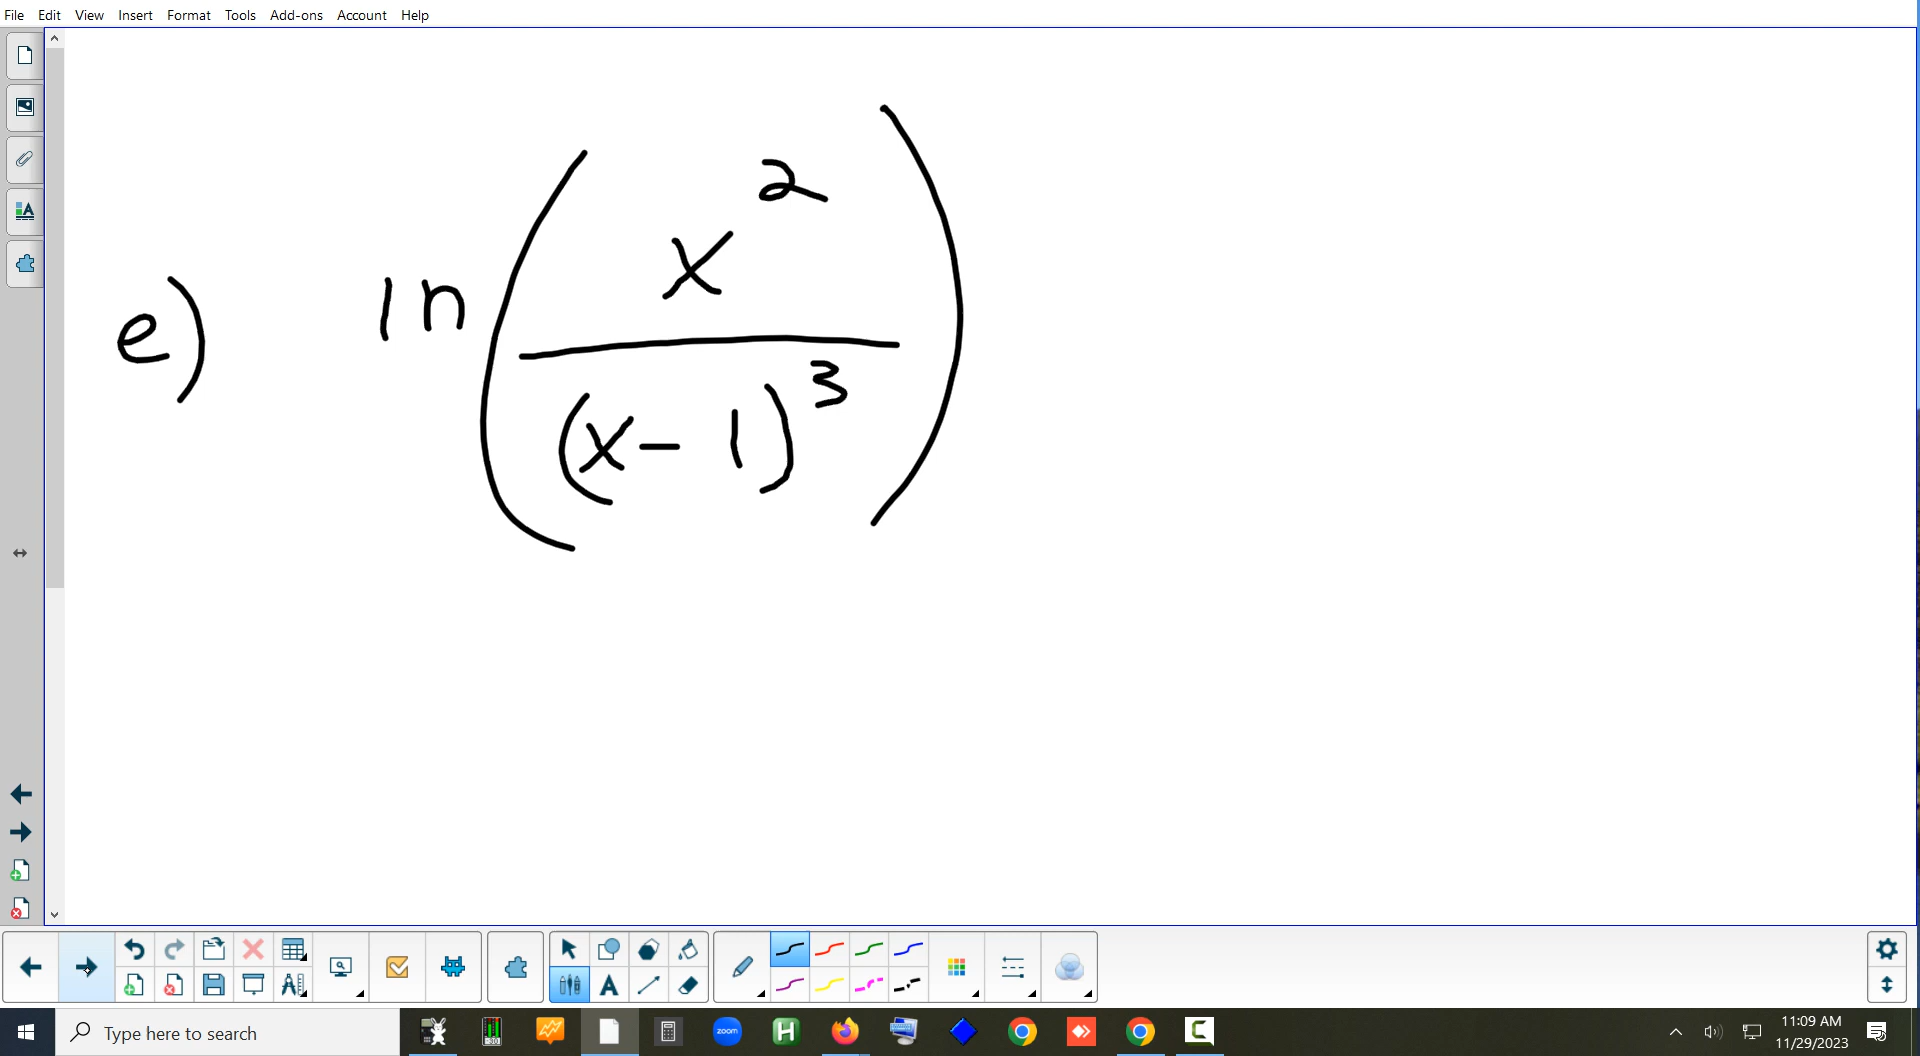 File Edit View Insert Format Tools Add-ons Account Help
e) ln(x^2/(x-1)^3)
Type here to search
zoom
H
C
11:09 AM
11/29/2023